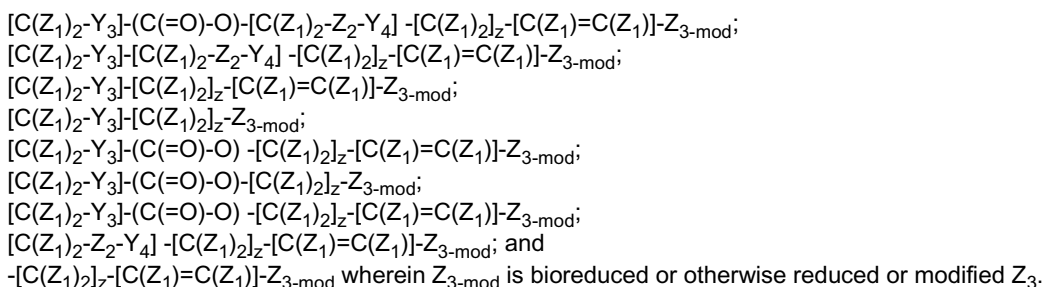 [C(Z₁)₂-Y₃]-(C(=O)-O)-[C(Z₁)₂-Z₂-Y₄] -[C(Z₁)₂]z-[C(Z₁)=C(Z₁)]-Z₃-mod;
[C(Z₁)₂-Y₃]-[C(Z₁)₂-Z₂-Y₄] -[C(Z₁)₂]z-[C(Z₁)=C(Z₁)]-Z₃-mod;
[C(Z₁)₂-Y₃]-[C(Z₁)₂]z-[C(Z₁)=C(Z₁)]-Z₃-mod;
[C(Z₁)₂-Y₃]-[C(Z₁)₂]z-Z₃-mod;
[C(Z₁)₂-Y₃]-(C(=O)-O) -[C(Z₁)₂]z-[C(Z₁)=C(Z₁)]-Z₃-mod;
[C(Z₁)₂-Y₃]-(C(=O)-O)-[C(Z₁)₂]z-Z₃-mod;
[C(Z₁)₂-Y₃]-(C(=O)-O) -[C(Z₁)₂]z-[C(Z₁)=C(Z₁)]-Z₃-mod;
[C(Z₁)₂-Z₂-Y₄] -[C(Z₁)₂]z-[C(Z₁)=C(Z₁)]-Z₃-mod; and
-[C(Z₁)₂]z-[C(Z₁)=C(Z₁)]-Z₃-mod wherein Z₃-mod is bioreduced or otherwise reduced or modified Z₃.